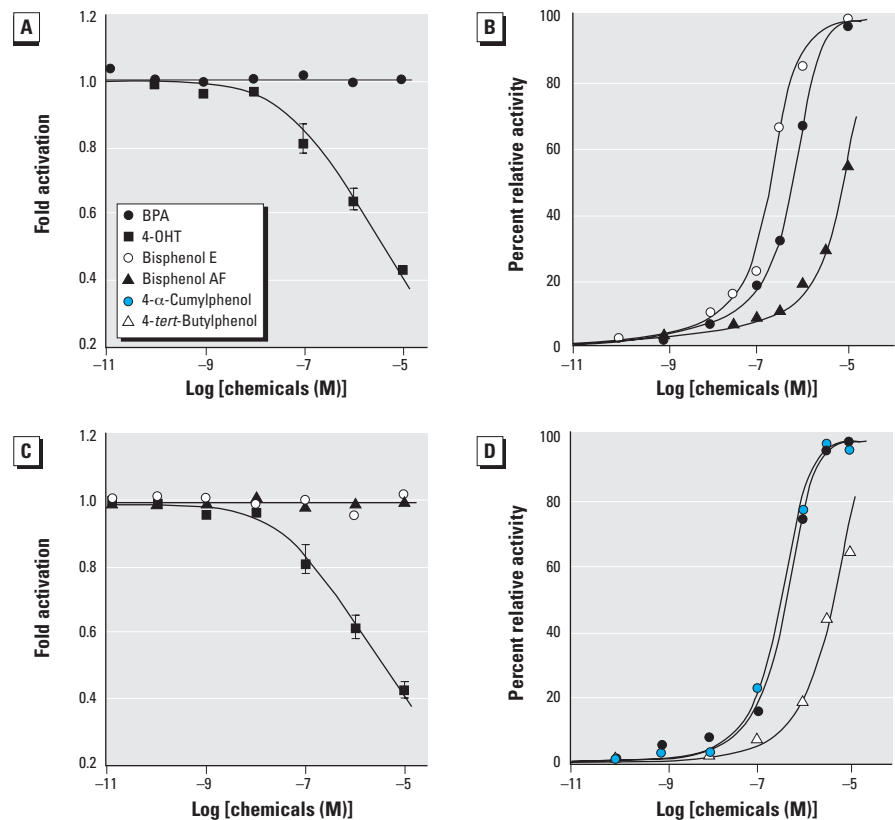 A
1.2
1.0
0.8
0.6
0.4
0.2
Fold activation
BPA
4-OHT
Bisphenol E
Bisphenol AF
4-α-Cumylphenol
4-tert-Butylphenol
–11
–9
–7
–5
Log [chemicals (M)]
B
100
80
60
40
20
0
Percent relative activity
–11
–9
–7
–5
Log [chemicals (M)]
C
1.2
1.0
0.8
0.6
0.4
0.2
Fold activation
–11
–9
–7
–5
Log [chemicals (M)]
D
100
80
60
40
20
0
Percent relative activity
–11
–9
–7
–5
Log [chemicals (M)]